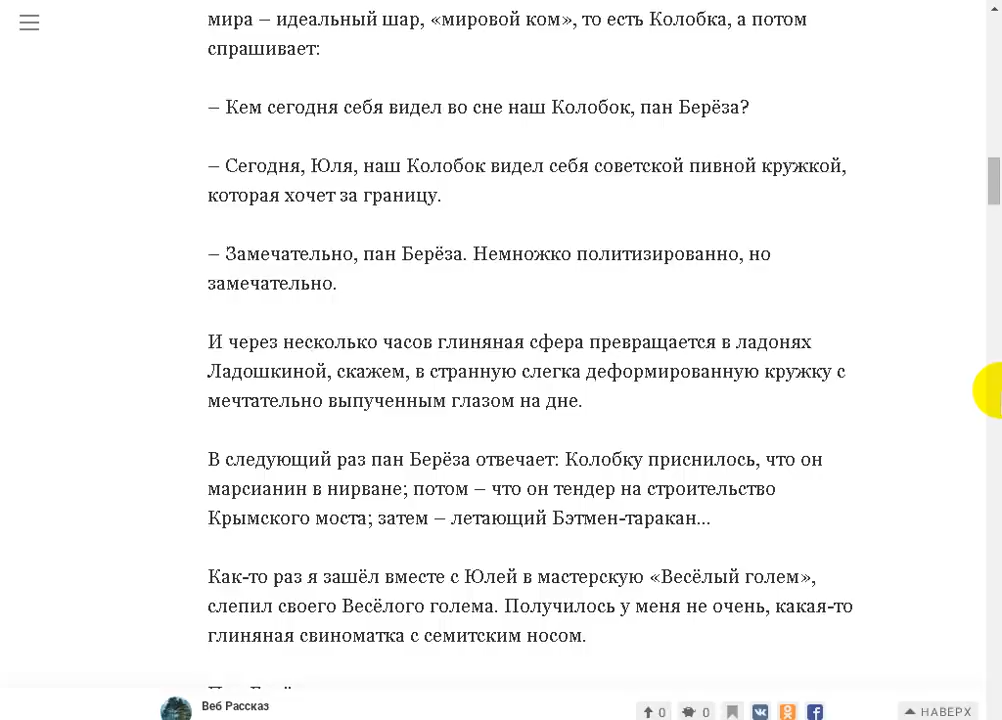 мира – идеальный шар, «мировой ком», то есть Колобка, а потом
спрашивает:
– Кем сегодня себя видел во сне наш Колобок, пан Берёза?
– Сегодня, Юля, наш Колобок видел себя советской пивной кружкой,
которая хочет за границу.
– Замечательно, пан Берёза. Немножко политизированно, но
замечательно.
И через несколько часов глиняная сфера превращается в ладонях
Ладошкиной, скажем, в странную слегка деформированную кружку с
мечтательно выпученным глазом на дне.
В следующий раз пан Берёза отвечает: Колобку приснилось, что он
марсианин в нирване; потом – что он тендер на строительство
Крымского моста; затем – летающий Бэтмен-таракан...
Как-то раз я зашёл вместе с Юлей в мастерскую «Весёлый голем»,
слепил своего Весёлого голема. Получилось у меня не очень, какая-то
глиняная свиноматка с семитским носом.
Веб Рассказ
0 0 НАВЕРХ